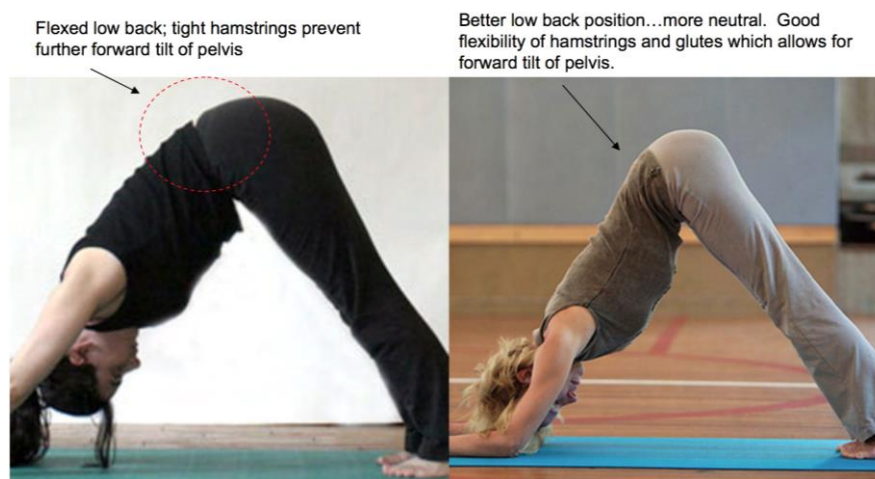 Flexed low back; tight hamstrings prevent
further forward tilt of pelvis
Better low back position…more neutral.  Good
flexibility of hamstrings and glutes which allows for
forward tilt of pelvis.